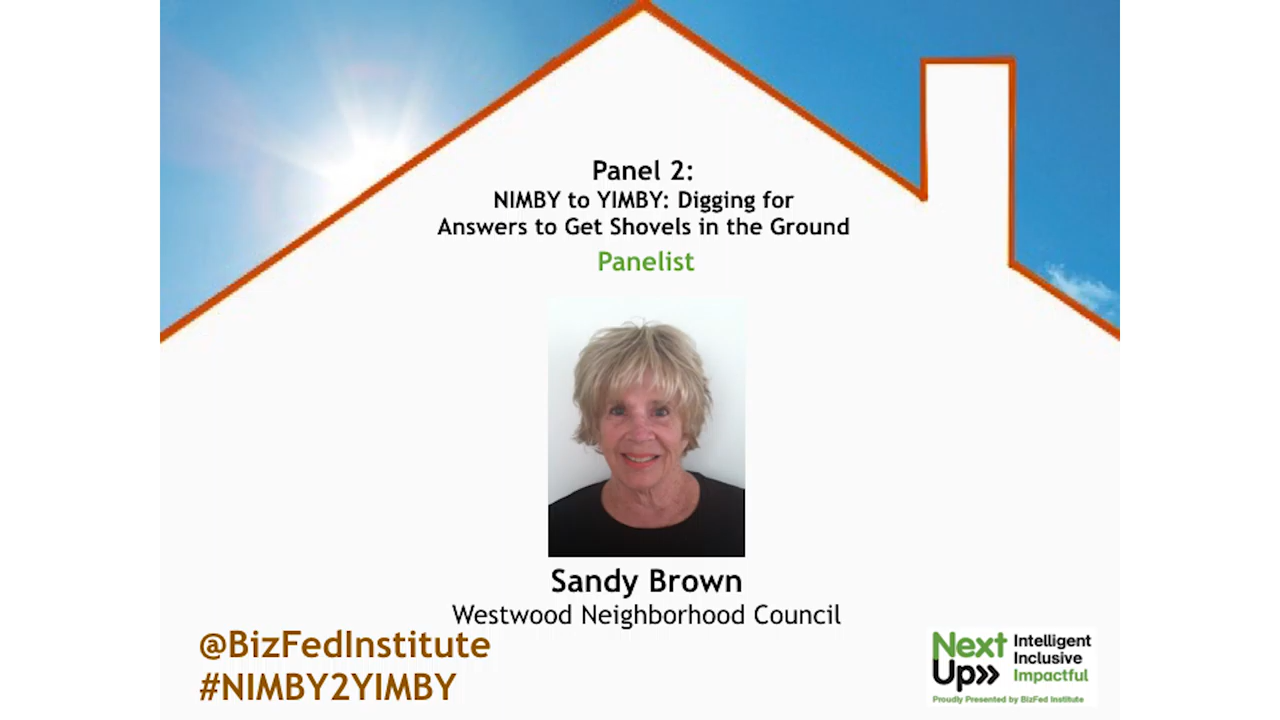 Panel 2:
NIMBY to YIMBY: Digging for
Answers to Get Shovels in the Ground
Panelist
Sandy Brown
Westwood Neighborhood Council
@BizFedInstitute
#NIMBY2YIMBY
Next Up»
Intelligent
Inclusive
Impactful
Proudly Presented by BizFed Institute